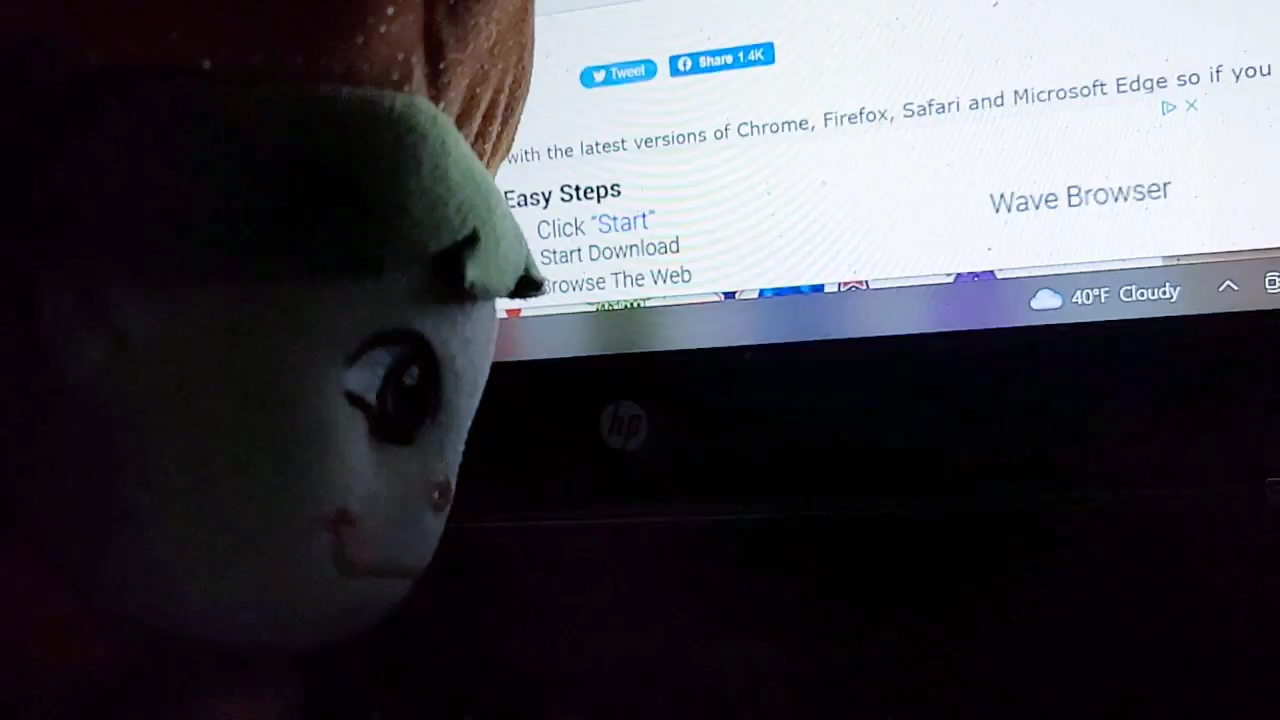 Tweet
Share 1.4K
with the latest versions of Chrome, Firefox, Safari and Microsoft Edge so if you
Easy Steps
Click "Start"
Start Download
Browse The Web
Wave Browser
40°F Cloudy
hp